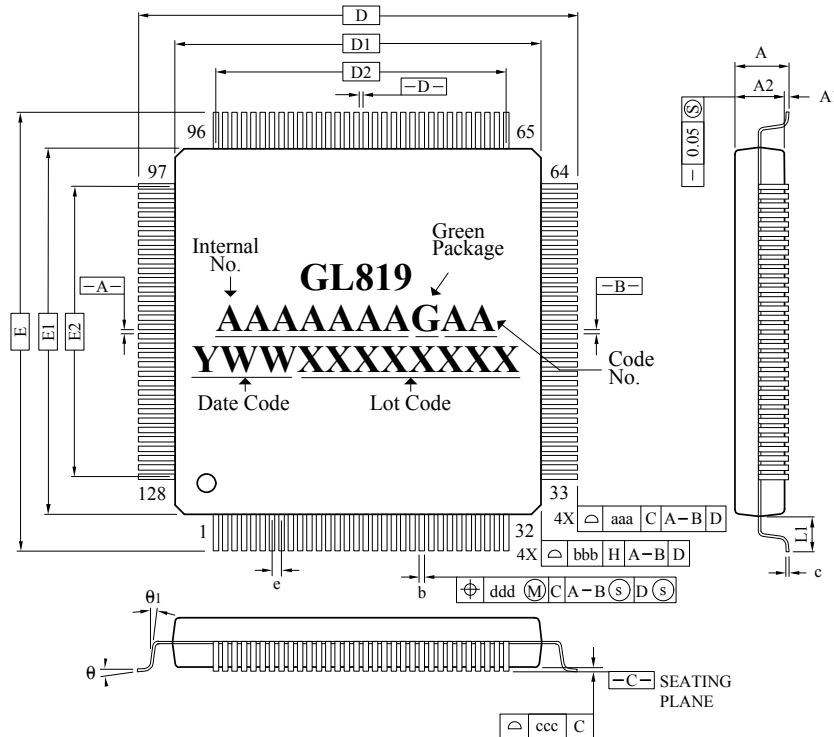 D
D1
D2
−D−
A
A2
A
96
65
97
64
Ⓢ
0.05
−
Internal
No.
Green
Package
GL819
AAAAAAAGAA
YWWXXXXXXXX
Date Code
Lot Code
Code
No.
−A−
−B−
E
E1
E2
128
33
1
32
4X ⌓ aaa C A−B D
4X ⌓ bbb H A−B D
⌖ ddd Ⓜ C A−B ⓢ D ⓢ
e
b
L1
c
θ1
θ
−C− SEATING
PLANE
⌓ ccc C